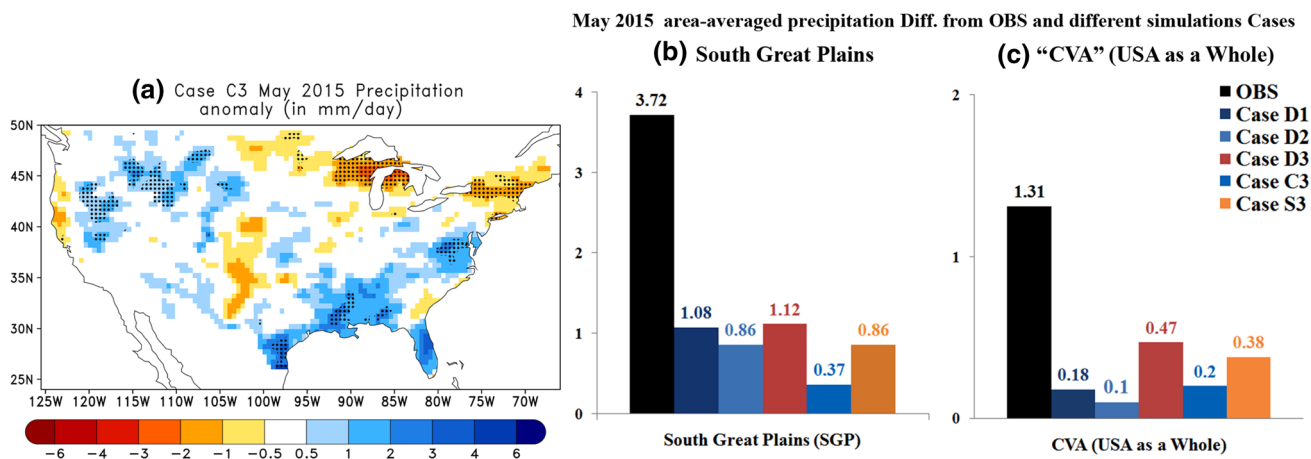 May 2015 area-averaged precipitation Diff. from OBS and different simulations Cases
(a) Case C3 May 2015 Precipitation
anomaly (in mm/day)
50N
45N
40N
35N
30N
25N
125W 120W 115W 110W 105W 100W 95W 90W 85W 80W 75W 70W
-6 -4 -3 -2 -1 -0.5 0.5 1 2 3 4 6
(b) South Great Plains
4
3
2
1
0
3.72
1.08
0.86
1.12
0.37
0.86
South Great Plains (SGP)
(c) “CVA” (USA as a Whole)
2
1
0
1.31
0.18
0.1
0.47
0.2
0.38
CVA (USA as a Whole)
OBS
Case D1
Case D2
Case D3
Case C3
Case S3